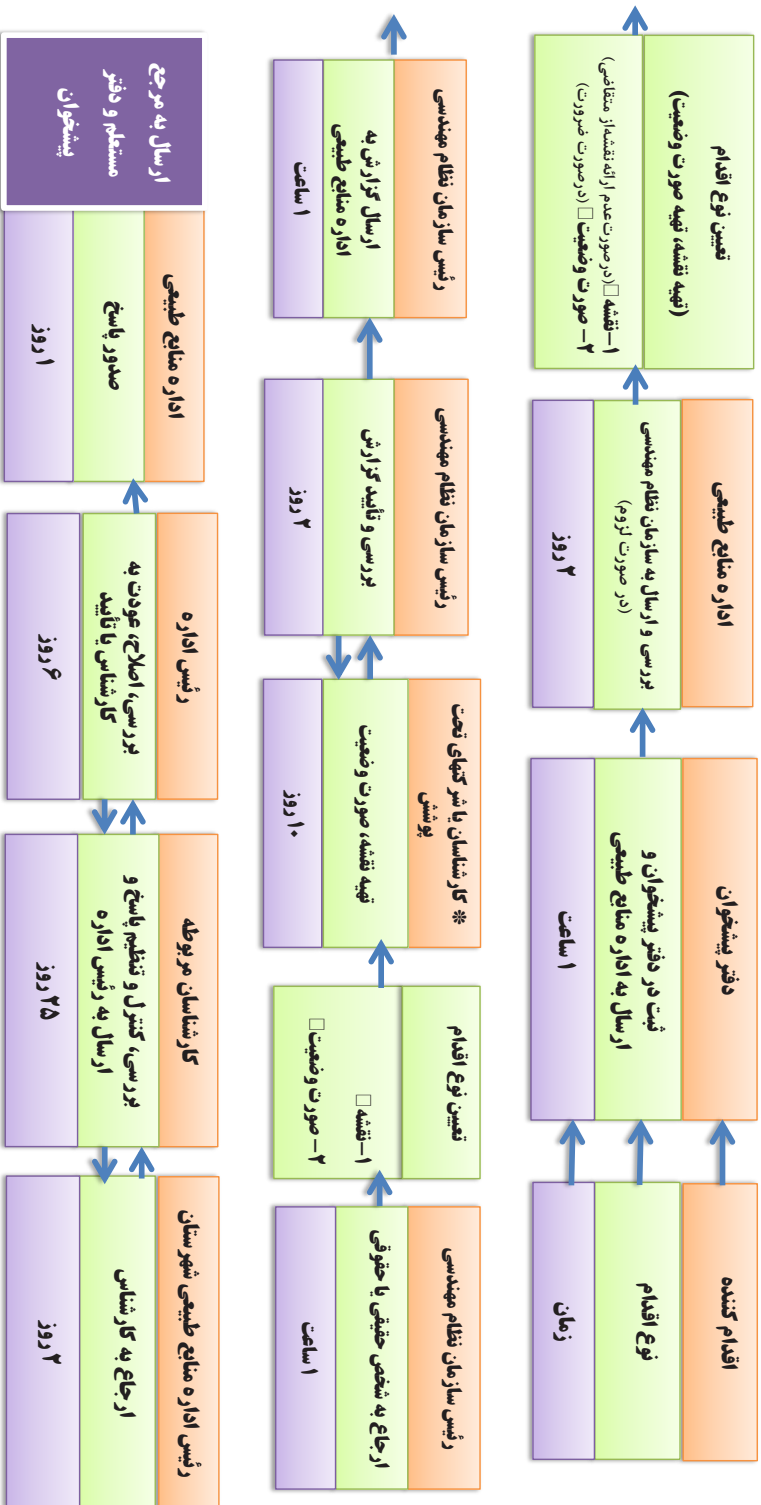 اقدام کننده
نوع اقدام
زمان
دفتر پیشخوان
ثبت در دفتر پیشخوان و
ارسال به اداره منابع طبیعی
۱ ساعت
اداره منابع طبیعی
بررسی و ارسال به سازمان نظام مهندسی
(در صورت لزوم)
۲ روز
تعیین نوع اقدام
(تهیه نقشه، تهیه صورت وضعیت)
۱–نقشه□(درصورت عدم ارائه نقشه از متقاضی)
۲– صورت وضعیت□ (درصورت ضرورت)
رئیس سازمان نظام مهندسی
ارجاع به شخص حقیقی یا حقوقی
۱ ساعت
تعیین نوع اقدام
۱–نقشه□
۲– صورت وضعیت□
* کارشناسان یا شرکتهای تحت
پوشش
تهیه نقشه، صورت وضعیت
۱۰ روز
رئیس سازمان نظام مهندسی
بررسی و تأیید گزارش
۲ روز
رئیس سازمان نظام مهندسی
ارسال گزارش به
اداره منابع طبیعی
۱ ساعت
رئیس اداره منابع طبیعی شهرستان
ارجاع به کارشناس
۲ روز
کارشناسان مربوطه
بررسی، کنترل و تنظیم پاسخ و
ارسال به رئیس اداره
۲۵ روز
رئیس اداره
بررسی، اصلاح، عودت به
کارشناس یا تأیید
۶ روز
اداره منابع طبیعی
صدور پاسخ
۱ روز
ارسال به مرجع
مستعلم و دفتر
پیشخوان